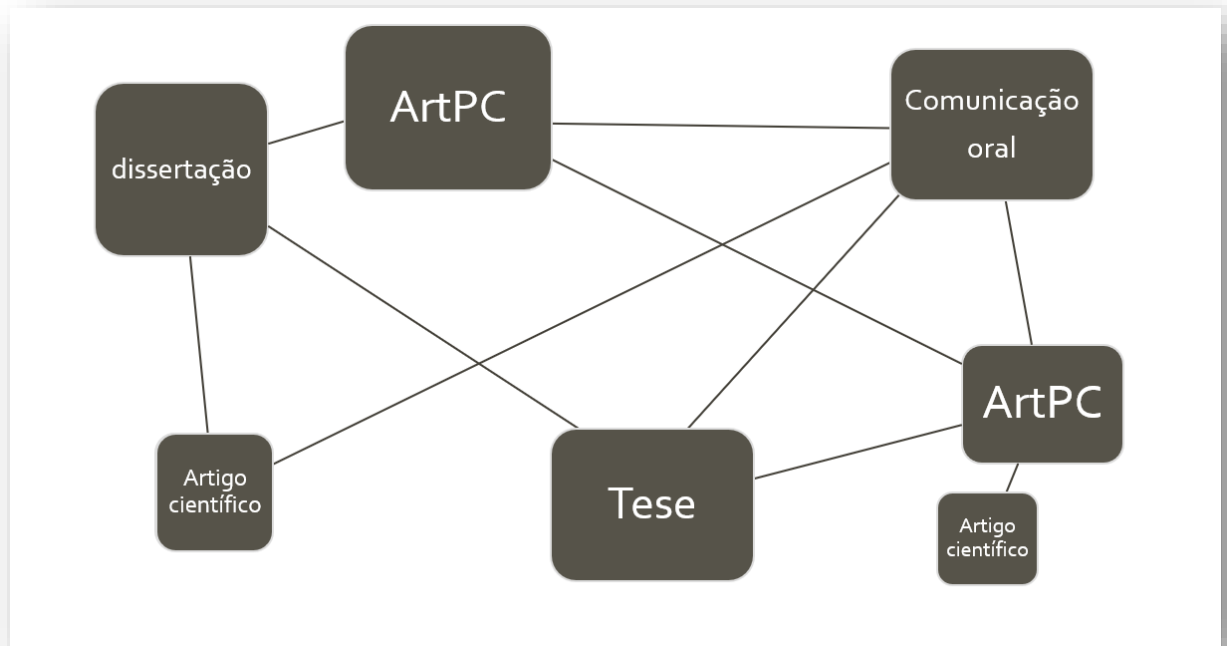 ArtPC
Comunicação
oral
dissertação
ArtPC
Artigo
científico
Tese
Artigo
científico